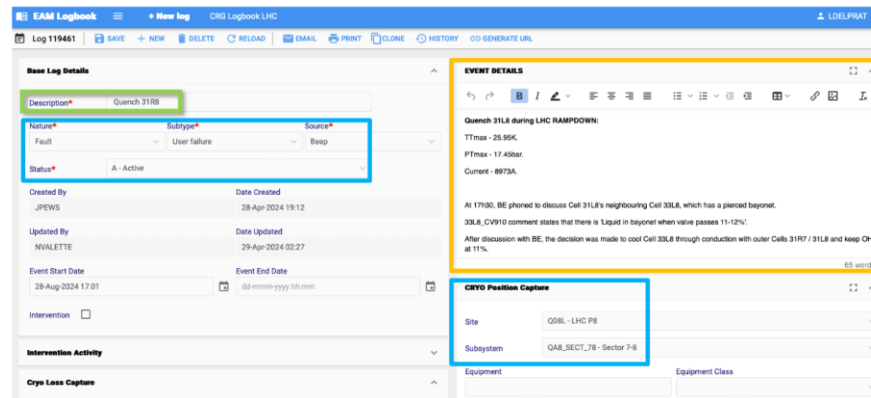 EAM Logbook + New log CRG Logbook LHC LDELPRAT
Log 119461 SAVE + NEW DELETE RELOAD EMAIL PRINT CLONE HISTORY GENERATE URL
Base Log Details
Description* Quench 31R8
Nature* Subtype* Source*
Fault User failure Beep
Status* A - Active
Created By Date Created
JPEWS 28-Apr-2024 19:12
Updated By Date Updated
NVALETTE 29-Apr-2024 02:27
Event Start Date Event End Date
28-Aug-2024 17:01 dd-mmm-yyyy hh:mm
Intervention
Intervention Activity
Cryo Loss Capture
EVENT DETAILS
B I
Quench 31L8 during LHC RAMPDOWN:
TTmax - 25.95K.
PTmax - 17.45bar.
Current - 8973A.
At 17h30, BE phoned to discuss Cell 31L8's neighbouring Cell 33L8, which has a pierced bayonet.
33L8_CV910 comment states that there is 'Liquid in bayonet when valve passes 11-12%'.
After discussion with BE, the decision was made to cool Cell 33L8 through conduction with outer Cells 31R7 / 31L8 and keep OH
at 11%.
65 word
CRYO Position Capture
Site Q08L - LHC P8
Subsystem QA8_SECT_78 - Sector 7-8
Equipment Equipment Class